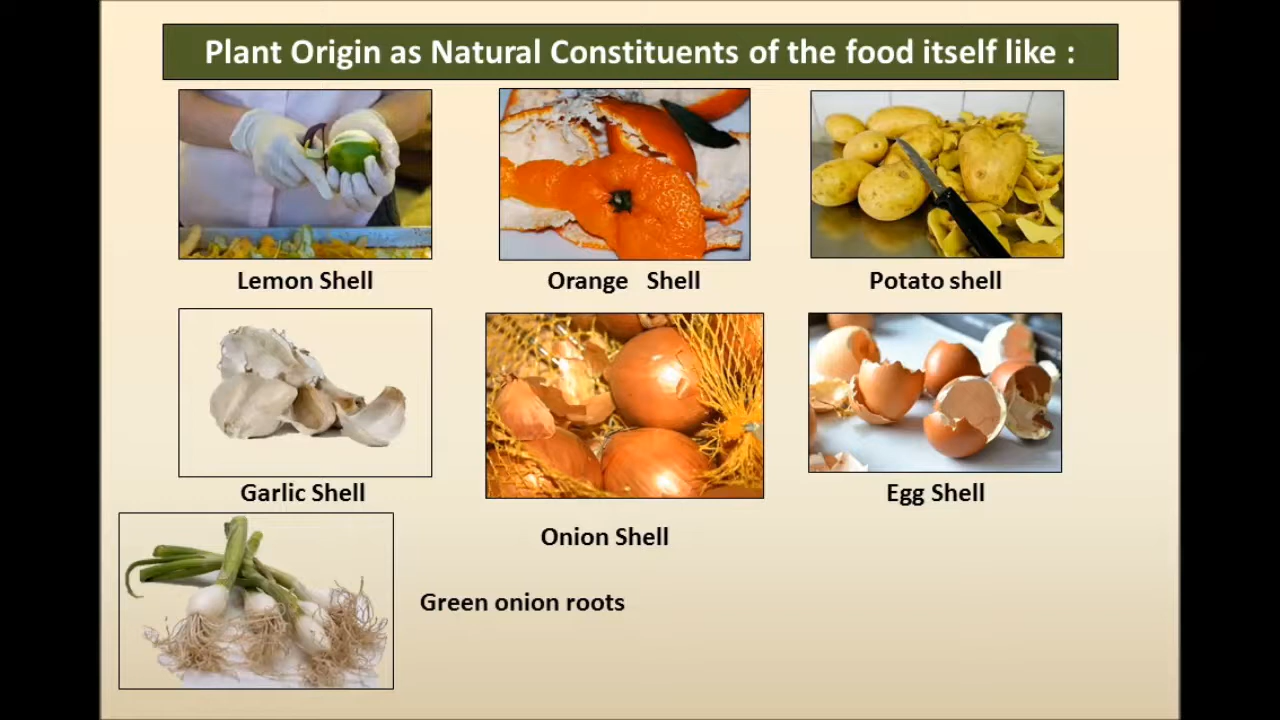 Plant Origin as Natural Constituents of the food itself like :
Lemon Shell
Orange Shell
Potato shell
Garlic Shell
Egg Shell
Onion Shell
Green onion roots